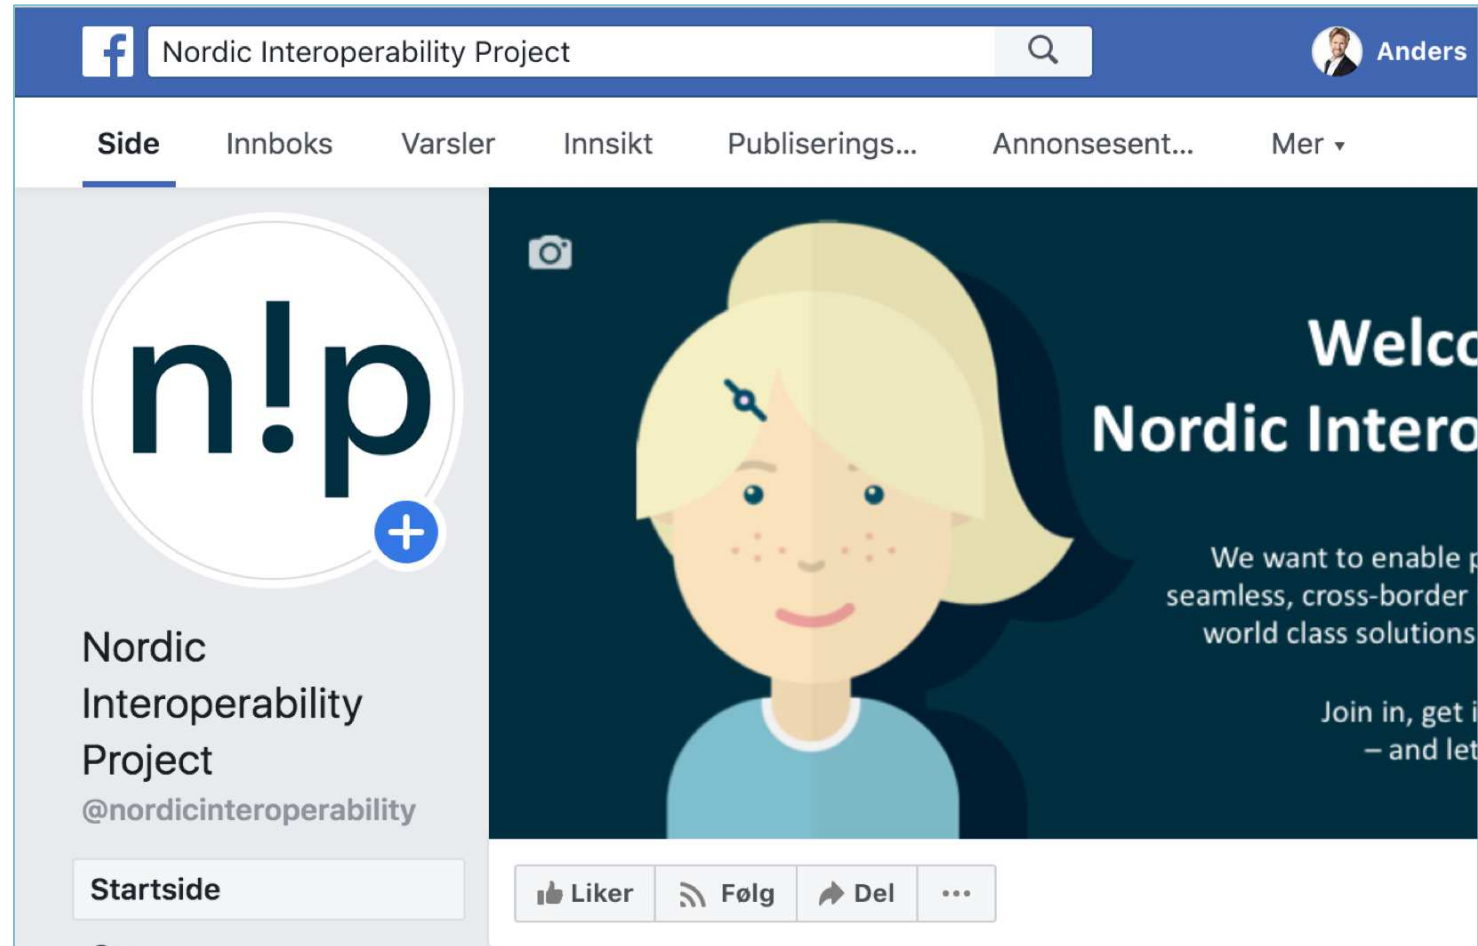 Nordic Interoperability Project
Anders
Side Innboks Varsler Innsikt Publiserings... Annonsesent... Mer
n!p
Nordic
Interoperability
Project
@nordicinteroperability
Startside
Welco
Nordic Intero
We want to enable p
seamless, cross-border
world class solutions
Join in, get i
– and let
Liker Følg Del ...